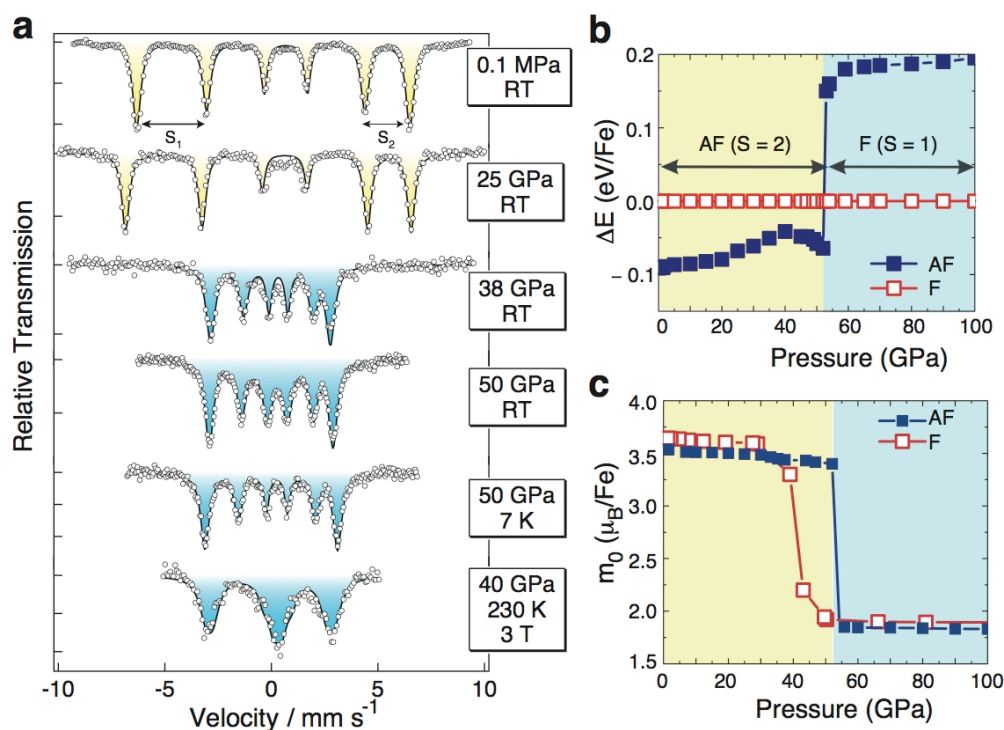 a
Relative Transmission
0.1 MPa
RT
S₁
S₂
25 GPa
RT
38 GPa
RT
50 GPa
RT
50 GPa
7 K
40 GPa
230 K
3 T
-10
-5
0
5
10
Velocity / mm s⁻¹
b
ΔE (eV/Fe)
0.2
0.1
0.0
−0.1
AF (S = 2)
F (S = 1)
AF
F
0 20 40 60 80 100
Pressure (GPa)
c
m₀ (μ_B/Fe)
4.0
3.5
3.0
2.5
2.0
1.5
AF
F
0 20 40 60 80 100
Pressure (GPa)